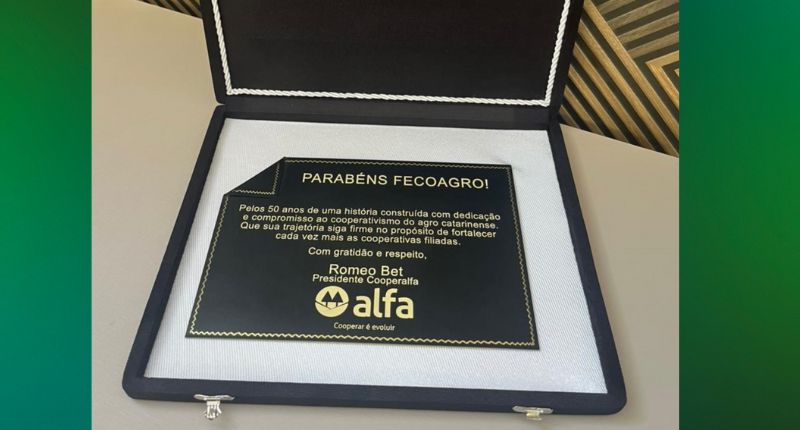 PARABÉNS FECOAGRO!
Pelos 50 anos de uma história construída com dedicação
e compromisso ao cooperativismo do agro catarinense.
Que sua trajetória siga firme no propósito de fortalecer
cada vez mais as cooperativas filiadas.
Com gratidão e respeito,
Romeo Bet
Presidente Cooperalfa
alfa
Cooperar é evoluir